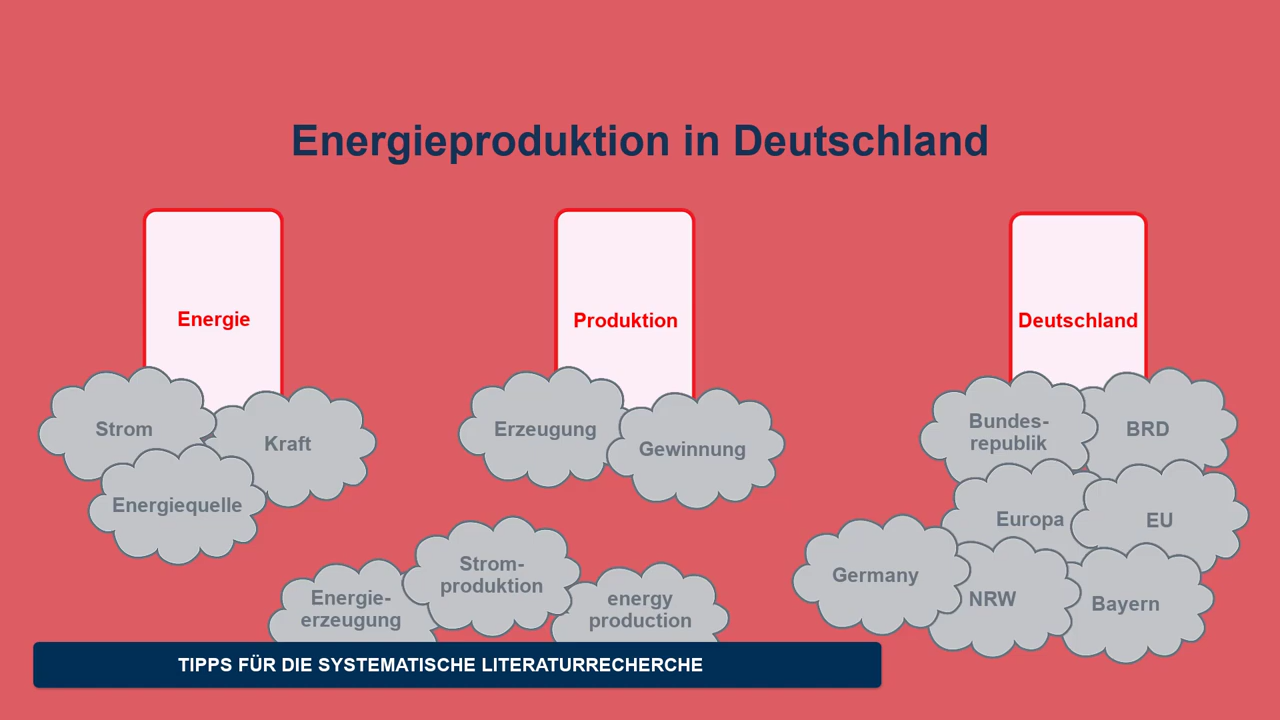 Energieproduktion in Deutschland
Energie
Produktion
Deutschland
Strom
Kraft
Energiequelle
Erzeugung
Gewinnung
Bundes-
republik
BRD
Europa
EU
Germany
NRW
Bayern
Energie-
erzeugung
Strom-
produktion
energy
production
TIPPS FÜR DIE SYSTEMATISCHE LITERATURRECHERCHE